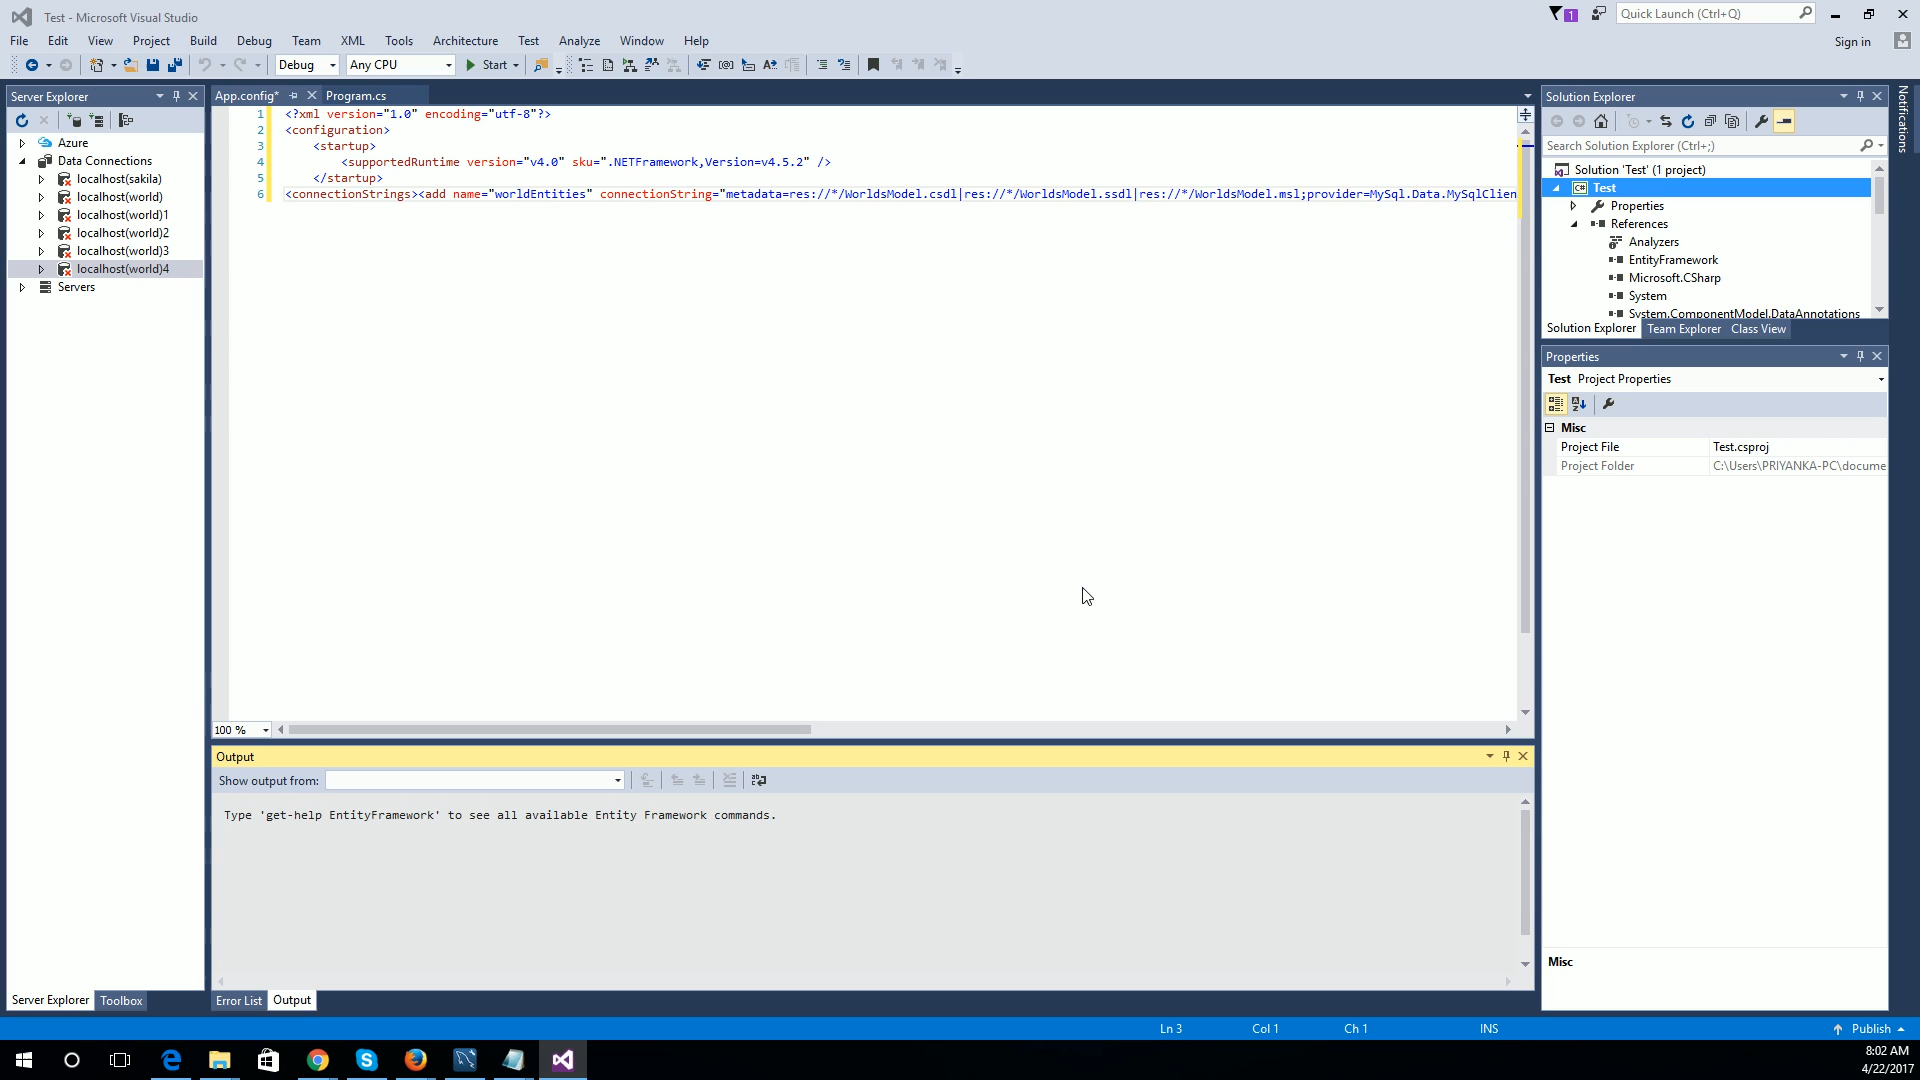 Test - Microsoft Visual Studio
1
Quick Launch (Ctrl+Q)
File Edit View Project Build Debug Team XML Tools Architecture Test Analyze Window Help
Sign in
Debug Any CPU Start
Server Explorer
Azure
Data Connections
localhost(sakila)
localhost(world)
localhost(world)1
localhost(world)2
localhost(world)3
localhost(world)4
Servers
Server Explorer Toolbox
App.config* Program.cs
1 <?xml version="1.0" encoding="utf-8"?>
2 <configuration>
3 <startup>
4 <supportedRuntime version="v4.0" sku=".NETFramework,Version=v4.5.2" />
5 </startup>
6 <connectionStrings><add name="worldEntities" connectionString="metadata=res://*/WorldsModel.csdl|res://*/WorldsModel.ssdl|res://*/WorldsModel.msl;provider=MySql.Data.MySqlClien
100 %
Output
Show output from:
Type 'get-help EntityFramework' to see all available Entity Framework commands.
Error List Output
Solution Explorer
Search Solution Explorer (Ctrl+;)
Solution 'Test' (1 project)
C# Test
Properties
References
Analyzers
EntityFramework
Microsoft.CSharp
System
System.ComponentModel.DataAnnotations
Solution Explorer Team Explorer Class View
Properties
Test Project Properties
Misc
Project File Test.csproj
Project Folder C:\Users\PRIYANKA-PC\docume
Misc
Notifications
Ln 3 Col 1 Ch 1 INS Publish
8:02 AM
4/22/2017